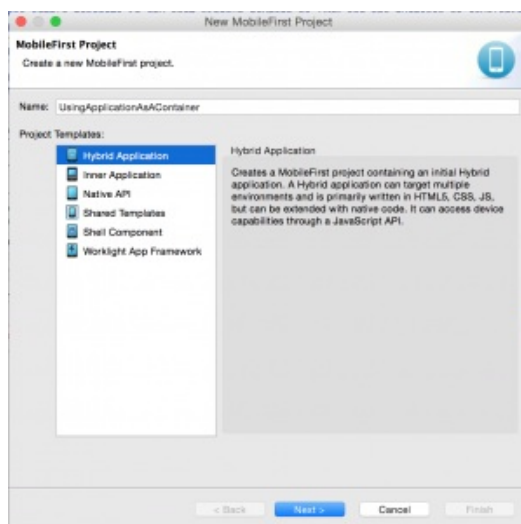 New MobileFirst Project
MobileFirst Project
Create a new MobileFirst project.
Name: UsingApplicationAsAContainer
Project Templates:
Hybrid Application
Inner Application
Native API
Shared Templates
Shell Component
Worklight App Framework
Hybrid Application
Creates a MobileFirst project containing an initial Hybrid
application. A Hybrid application can target multiple
environments and is primarily written in HTML5, CSS, JS,
but can be extended with native code. It can access device
capabilities through a JavaScript API.
< Back Next > Cancel Finish